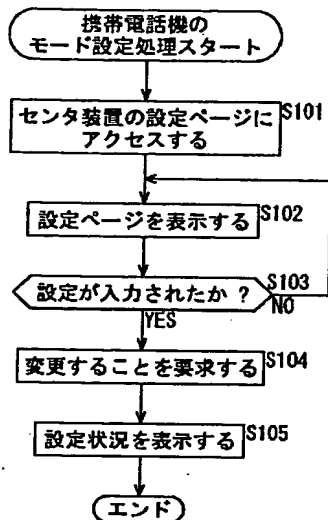 携帯電話機の
モード設定処理スタート
センタ装置の設定ページに
アクセスする
S101
設定ページを表示する
S102
設定が入力されたか?
S103
NO
YES
変更することを要求する
S104
設定状況を表示する
S105
エンド